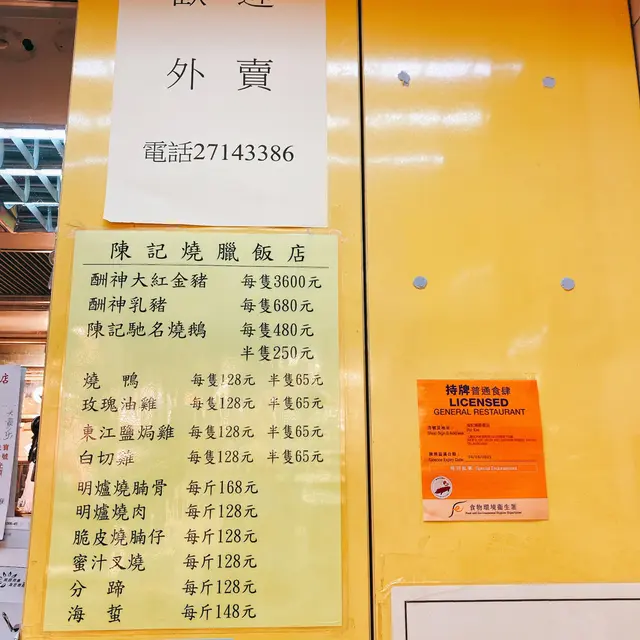 歡迎
外賣
電話27143386
陳記燒臘飯店
酬神大紅金豬 每隻3600元
酬神乳豬 每隻680元
陳記馳名燒鵝 每隻480元
半隻250元
燒鴨 每隻128元 半隻65元
玫瑰油雞 每隻128元 半隻65元
東江鹽焗雞 每隻128元 半隻65元
白切雞 每隻128元 半隻65元
明爐燒腩骨 每斤168元
明爐燒肉 每斤128元
脆皮燒腩仔 每斤128元
蜜汁叉燒 每斤128元
分蹄 每斤128元
海蜇 每斤148元
持牌普通食肆
LICENSED
GENERAL RESTAURANT
食物環境衞生署
Food and Environmental Hygiene Department